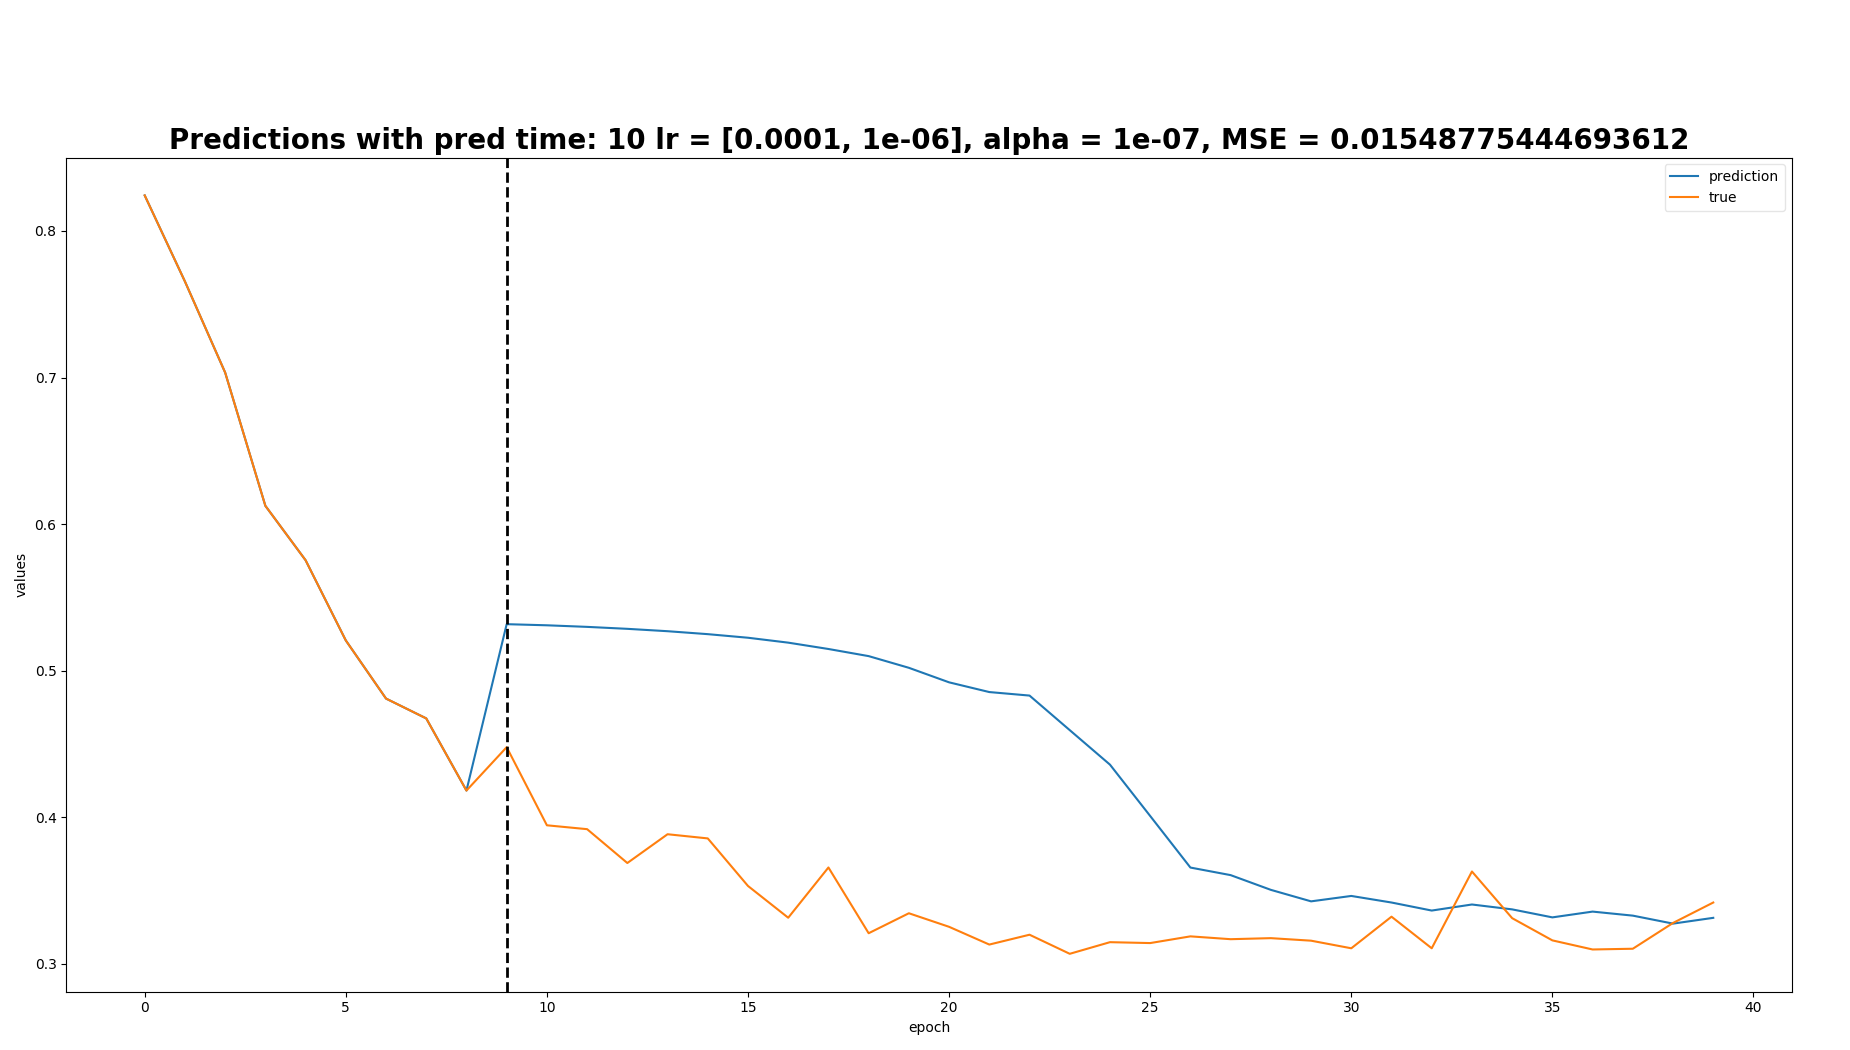 Predictions with pred time: 10 lr = [0.0001, 1e-06], alpha = 1e-07, MSE = 0.01548775444693612
prediction
true
0.8
0.7
0.6
0.5
0.4
0.3
values
0 5 10 15 20 25 30 35 40
epoch